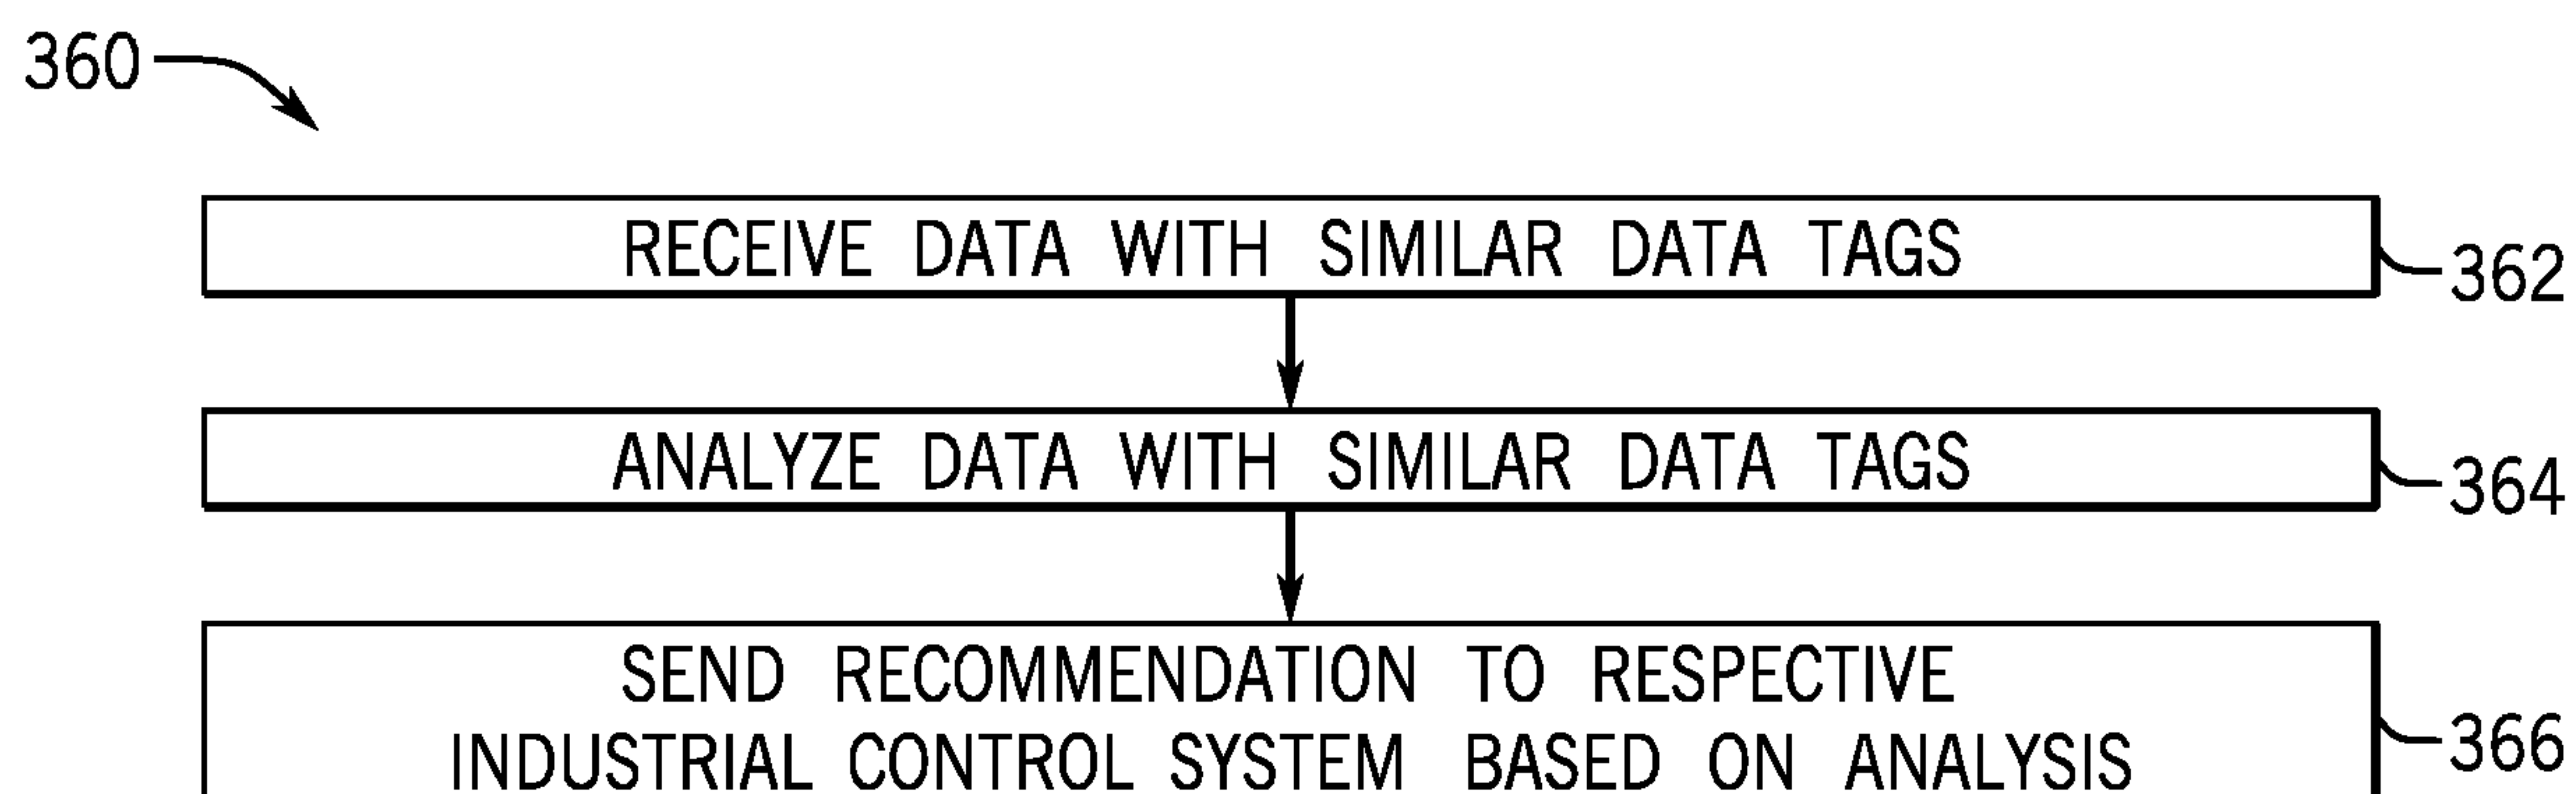 360
RECEIVE DATA WITH SIMILAR DATA TAGS
362
ANALYZE DATA WITH SIMILAR DATA TAGS
364
SEND RECOMMENDATION TO RESPECTIVE
INDUSTRIAL CONTROL SYSTEM BASED ON ANALYSIS
366